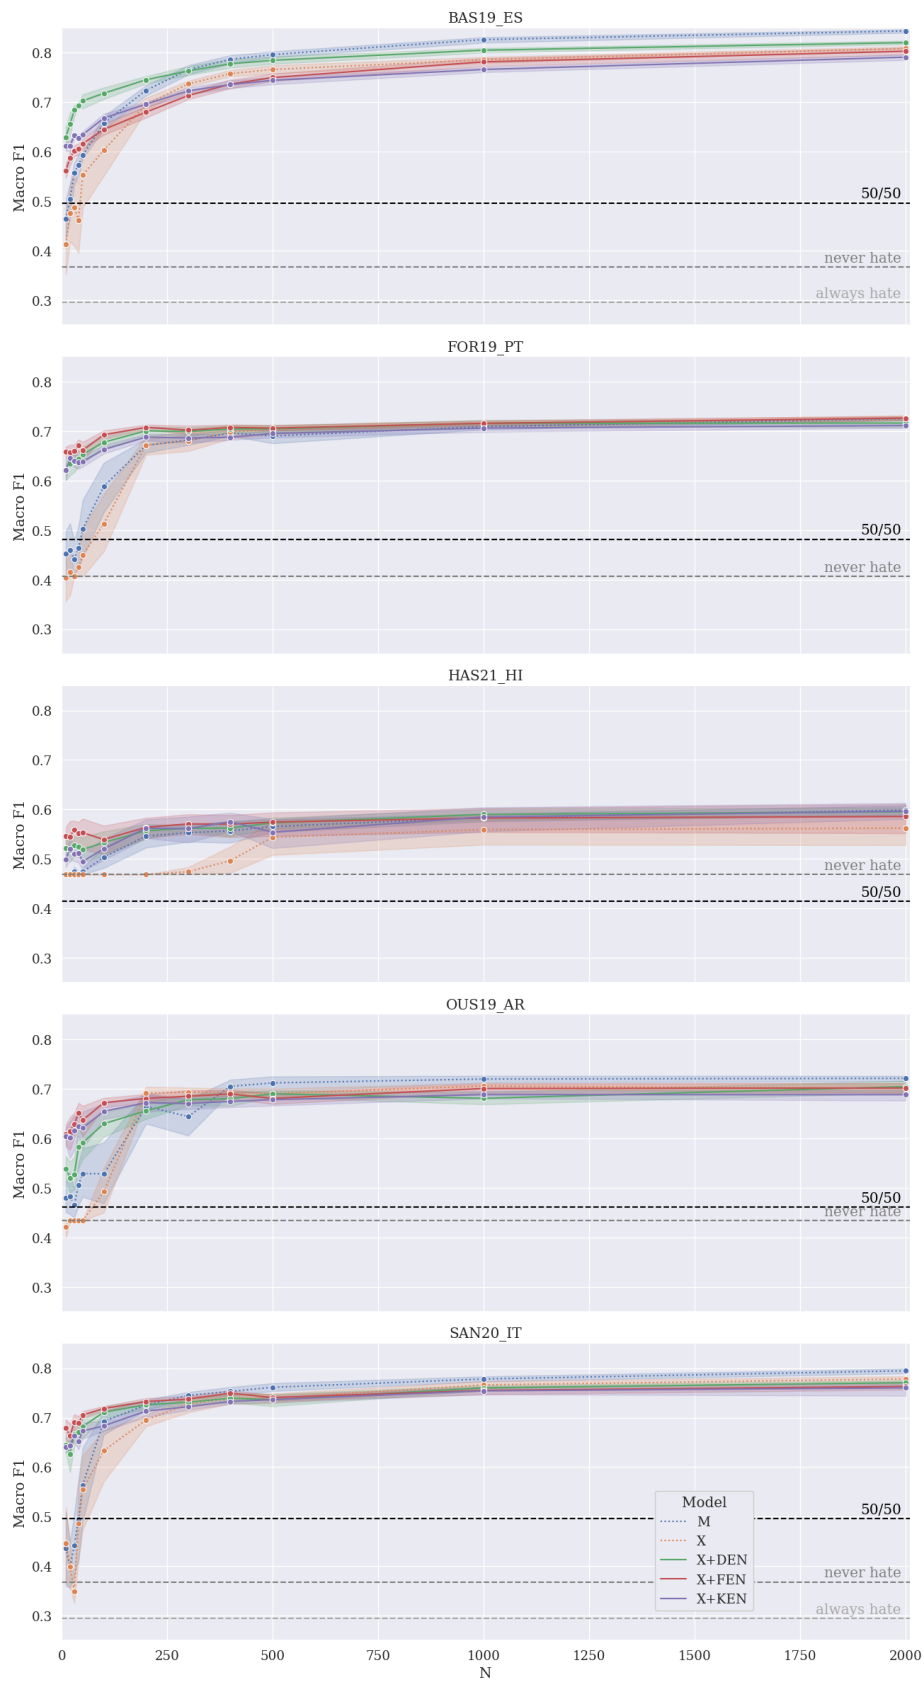 BAS19_ES
0.8
0.7
0.6
0.5
0.4
0.3
Macro F1
50/50
never hate
always hate
FOR19_PT
0.8
0.7
0.6
0.5
0.4
0.3
Macro F1
50/50
never hate
HAS21_HI
0.8
0.7
0.6
0.5
0.4
0.3
Macro F1
never hate
50/50
OUS19_AR
0.8
0.7
0.6
0.5
0.4
0.3
Macro F1
50/50
never hate
SAN20_IT
0.8
0.7
0.6
0.5
0.4
0.3
Macro F1
50/50
never hate
always hate
Model
M
X
X+DEN
X+FEN
X+KEN
0 250 500 750 1000 1250 1500 1750 2000
N